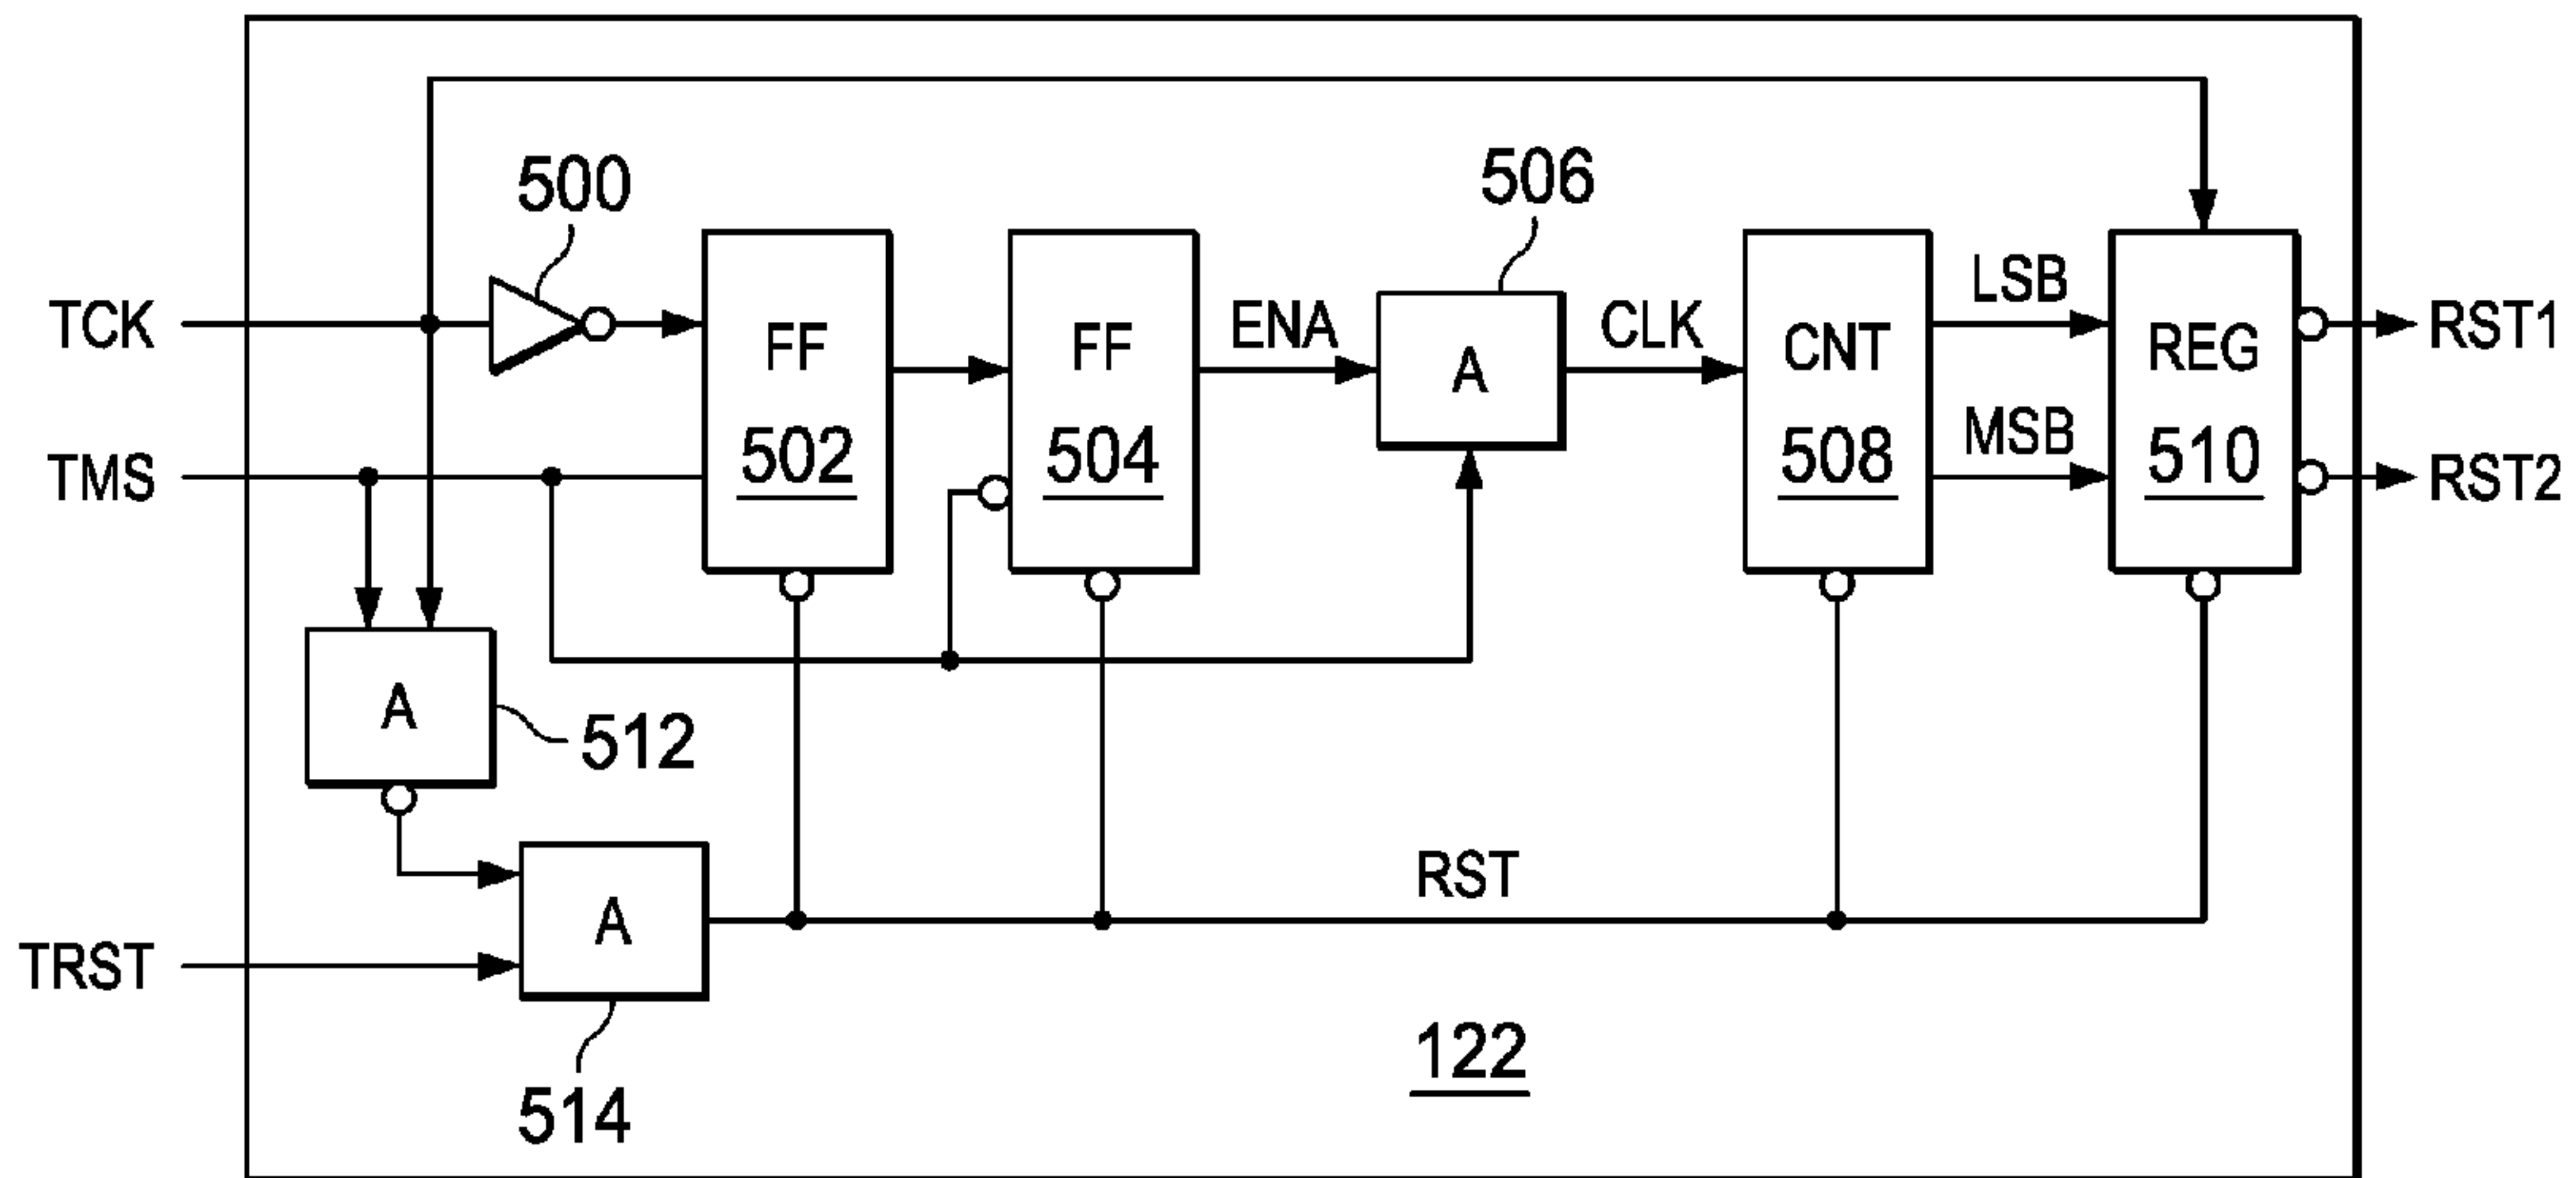 500
506
TCK
FF
502
FF
504
ENA
A
CLK
CNT
508
LSB
MSB
REG
510
RST1
TMS
RST2
A
512
RST
TRST
A
514
122